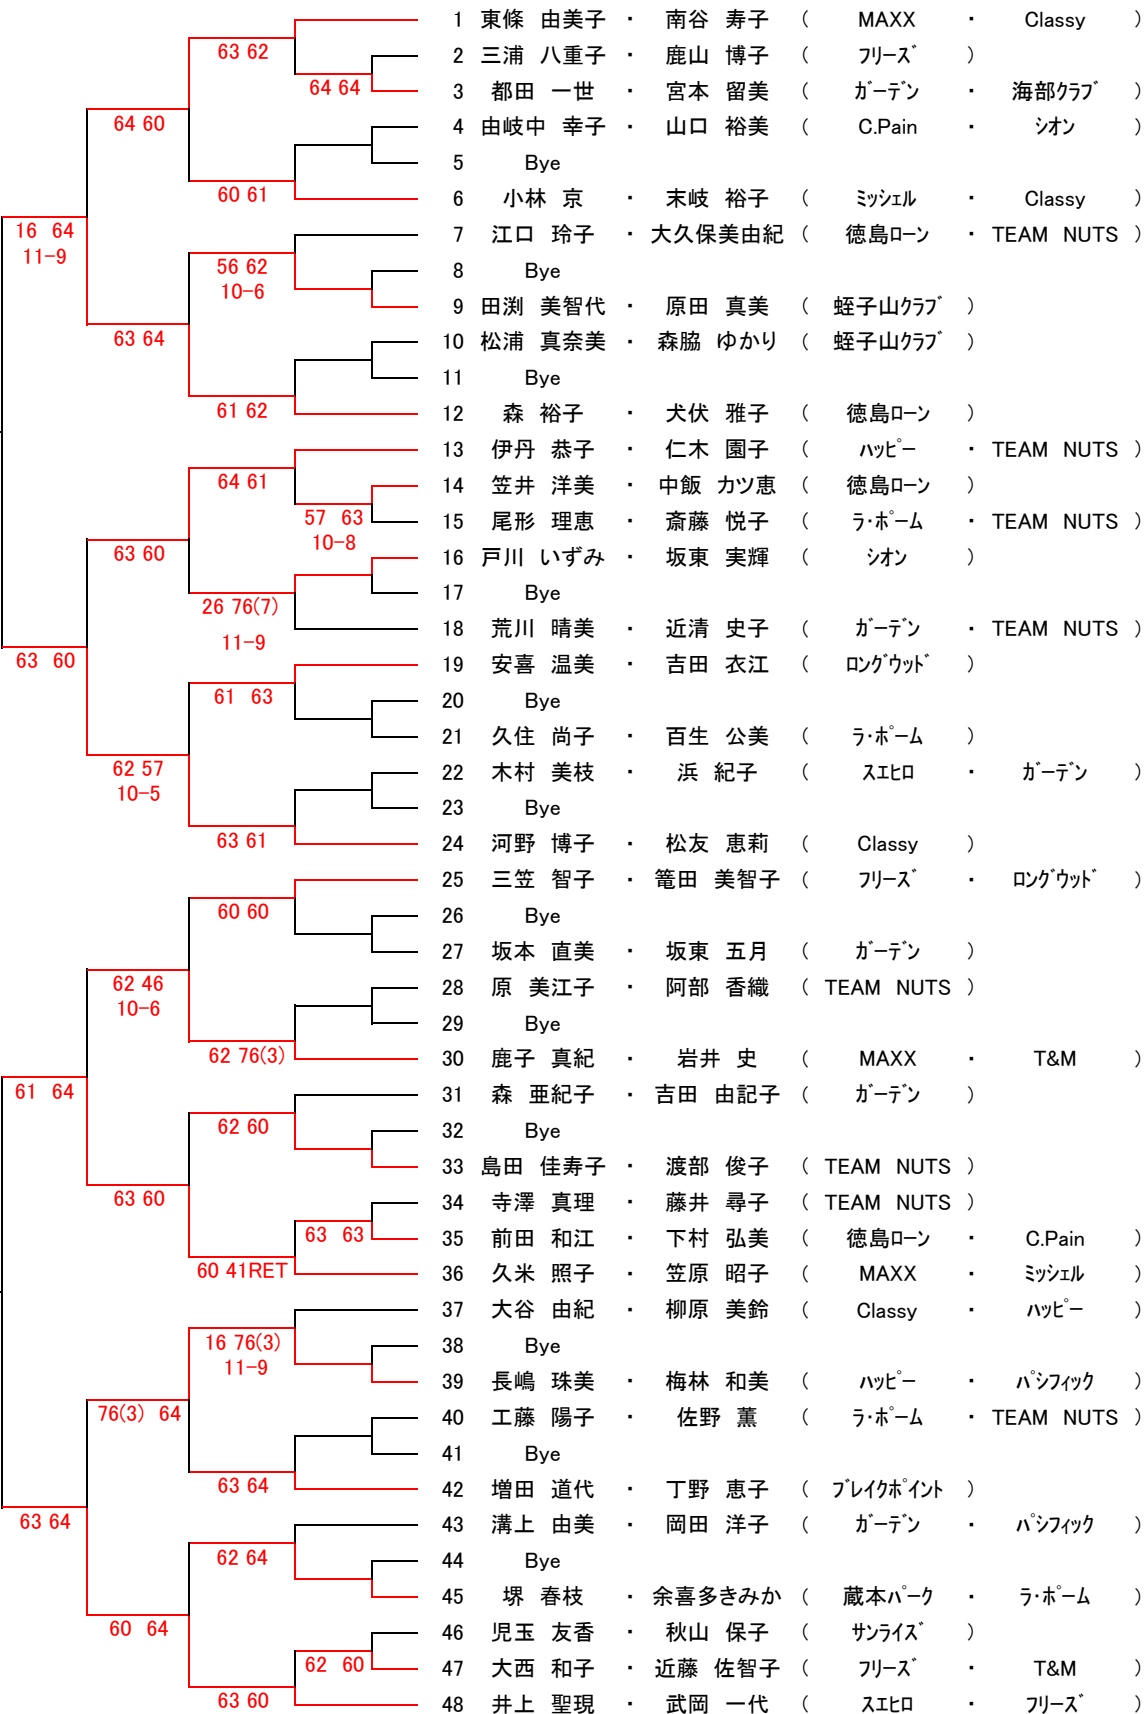 1 東條 由美子 ・ 南谷 寿子 ( MAXX ・ Classy )
63 62
2 三浦 八重子 ・ 鹿山 博子 ( フリーズ )
64 64
3 都田 一世 ・ 宮本 留美 ( ガーデン ・ 海部クラブ )
64 60
4 由岐中 幸子 ・ 山口 裕美 ( C.Pain ・ シオン )
5 Bye
60 61
6 小林 京 ・ 末岐 裕子 ( ミッシェル ・ Classy )
16 64
11-9
7 江口 玲子 ・ 大久保美由紀 ( 徳島ローン ・ TEAM NUTS )
56 62
10-6
8 Bye
9 田渕 美智代 ・ 原田 真美 ( 蛭子山クラブ )
63 64
10 松浦 真奈美 ・ 森脇 ゆかり ( 蛭子山クラブ )
11 Bye
61 62
12 森 裕子 ・ 犬伏 雅子 ( 徳島ローン )
13 伊丹 恭子 ・ 仁木 園子 ( ハッピー ・ TEAM NUTS )
64 61
14 笠井 洋美 ・ 中飯 カツ恵 ( 徳島ローン )
57 63
10-8
15 尾形 理恵 ・ 斎藤 悦子 ( ラ・ポーム ・ TEAM NUTS )
63 60
16 戸川 いずみ ・ 坂東 実輝 ( シオン )
17 Bye
26 76(7)
11-9
18 荒川 晴美 ・ 近清 史子 ( ガーデン ・ TEAM NUTS )
63 60
19 安喜 温美 ・ 吉田 衣江 ( ロングウッド )
61 63
20 Bye
21 久住 尚子 ・ 百生 公美 ( ラ・ポーム )
62 57
10-5
22 木村 美枝 ・ 浜 紀子 ( スエヒロ ・ ガーデン )
23 Bye
63 61
24 河野 博子 ・ 松友 恵莉 ( Classy )
25 三笠 智子 ・ 篭田 美智子 ( フリーズ ・ ロングウッド )
60 60
26 Bye
27 坂本 直美 ・ 坂東 五月 ( ガーデン )
62 46
10-6
28 原 美江子 ・ 阿部 香織 ( TEAM NUTS )
29 Bye
62 76(3)
30 鹿子 真紀 ・ 岩井 史 ( MAXX ・ T&M )
61 64
31 森 亜紀子 ・ 吉田 由記子 ( ガーデン )
62 60
32 Bye
33 島田 佳寿子 ・ 渡部 俊子 ( TEAM NUTS )
63 60
34 寺澤 真理 ・ 藤井 尋子 ( TEAM NUTS )
63 63
35 前田 和江 ・ 下村 弘美 ( 徳島ローン ・ C.Pain )
60 41RET
36 久米 照子 ・ 笠原 昭子 ( MAXX ・ ミッシェル )
37 大谷 由紀 ・ 柳原 美鈴 ( Classy ・ ハッピー )
16 76(3)
11-9
38 Bye
39 長嶋 珠美 ・ 梅林 和美 ( ハッピー ・ パシフィック )
76(3) 64
40 工藤 陽子 ・ 佐野 薫 ( ラ・ポーム ・ TEAM NUTS )
41 Bye
63 64
42 増田 道代 ・ 丁野 恵子 ( ブレイクポイント )
63 64
43 溝上 由美 ・ 岡田 洋子 ( ガーデン ・ パシフィック )
62 64
44 Bye
45 堺 春枝 ・ 余喜多きみか ( 蔵本パーク ・ ラ・ポーム )
60 64
46 児玉 友香 ・ 秋山 保子 ( サンライズ )
62 60
47 大西 和子 ・ 近藤 佐智子 ( フリーズ ・ T&M )
63 60
48 井上 聖現 ・ 武岡 一代 ( スエヒロ ・ フリーズ )